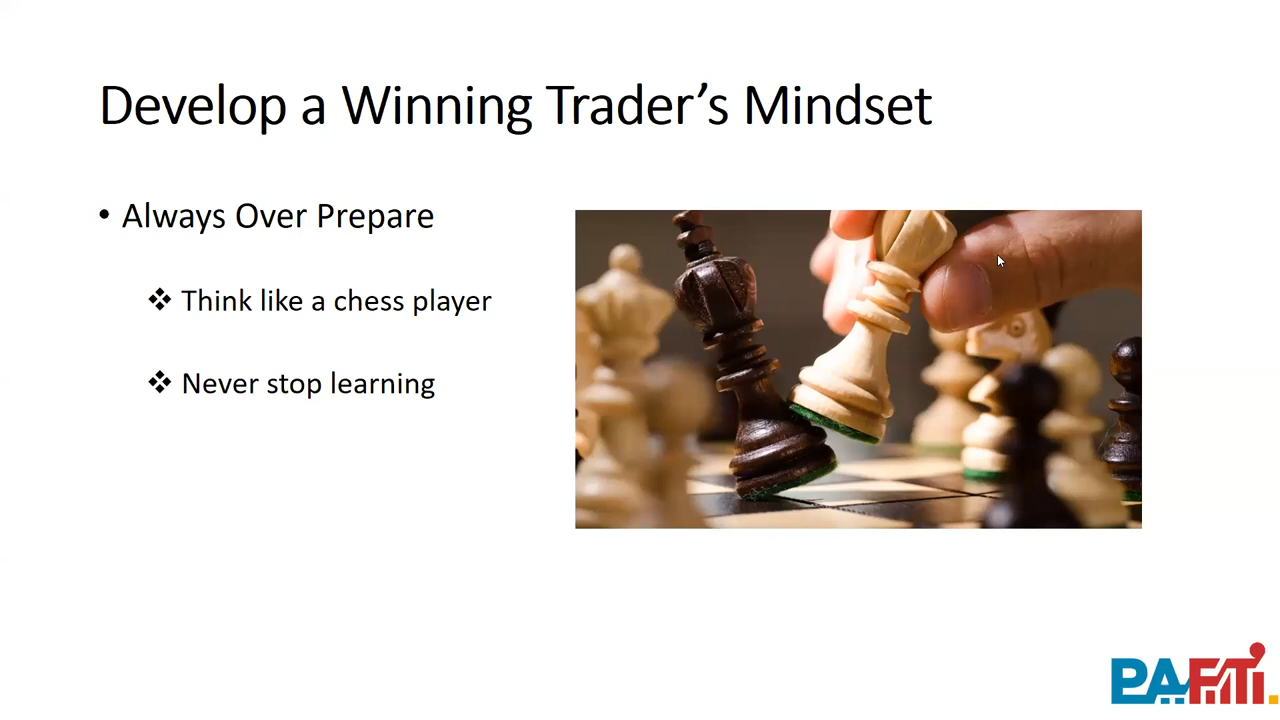 Develop a Winning Trader’s Mindset
• Always Over Prepare
❖ Think like a chess player
❖ Never stop learning
PAFTi.